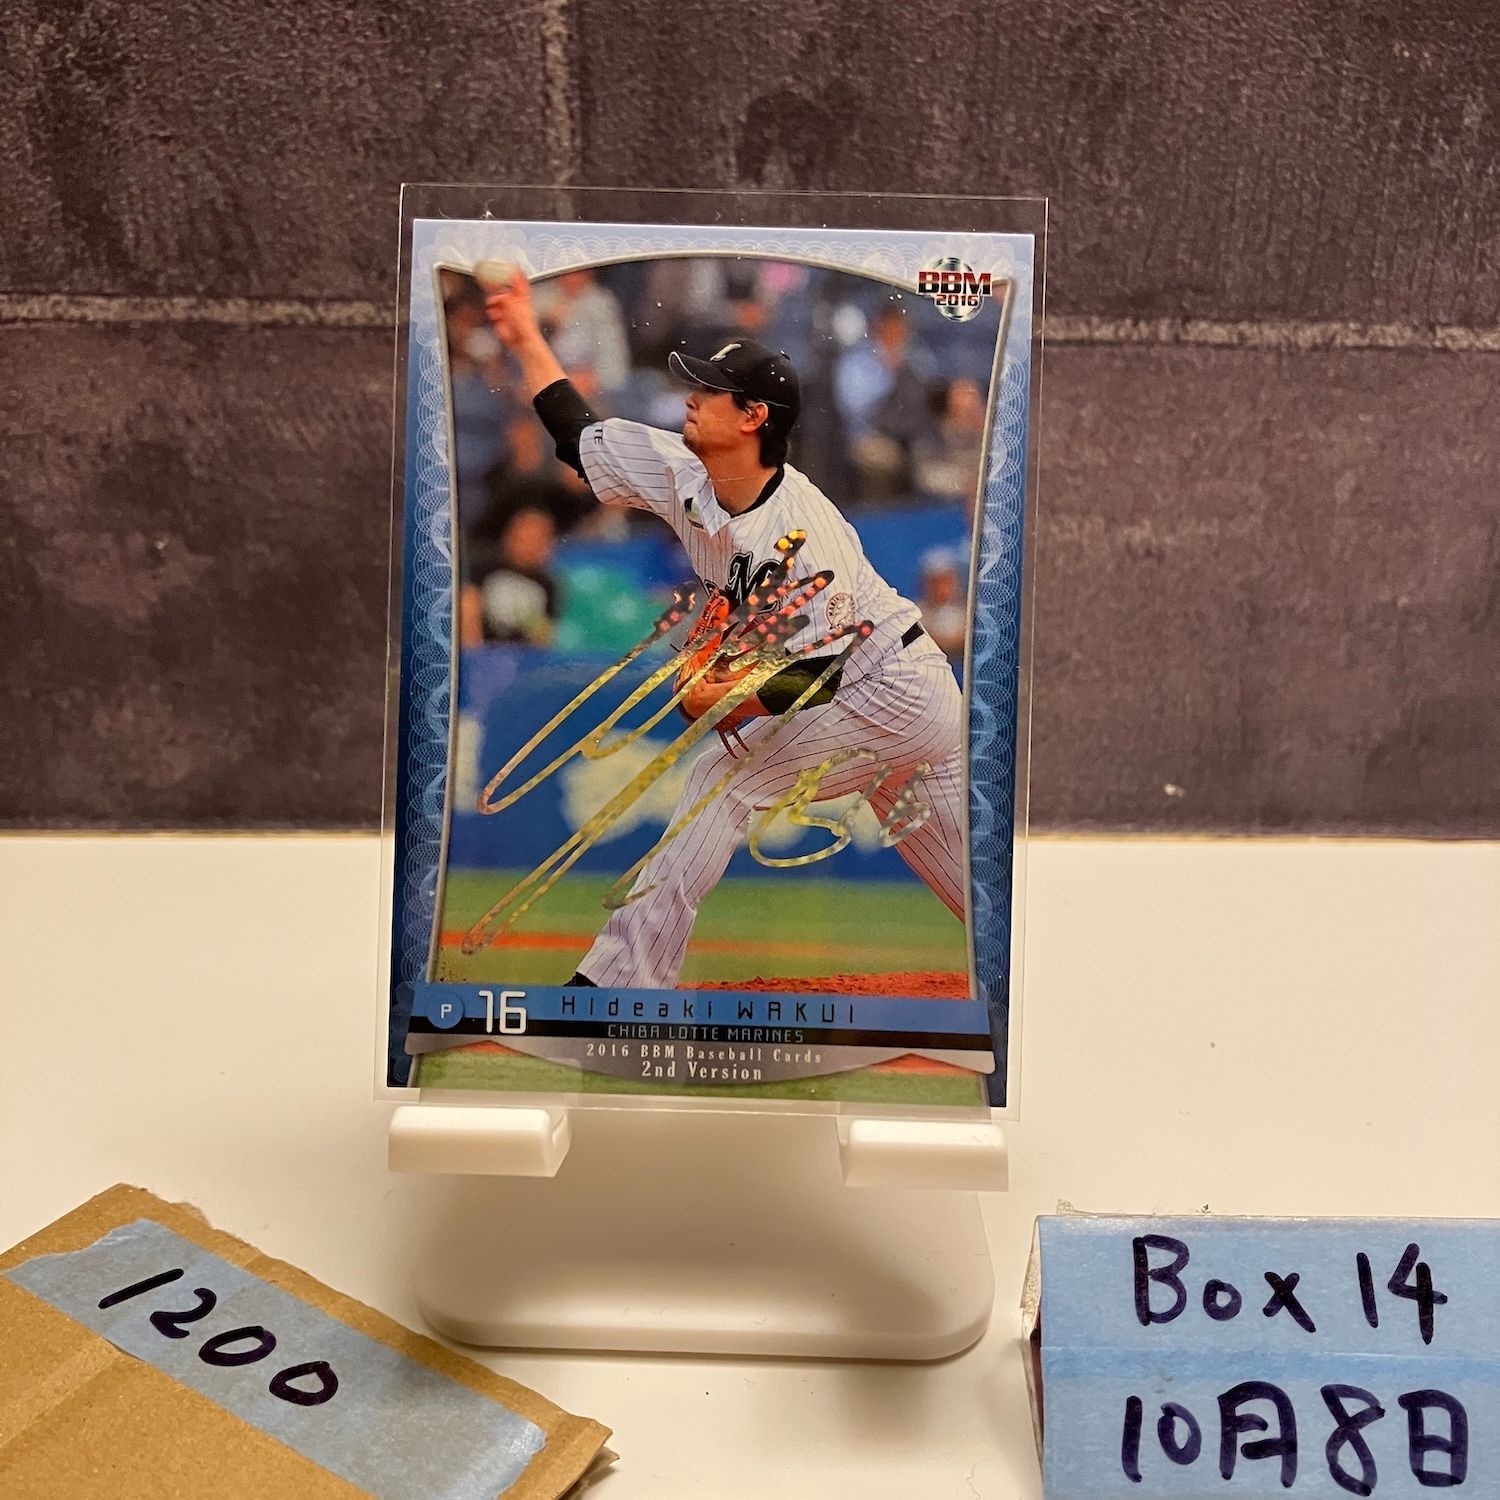 BBM
2016
TTE
M
P 16 Hideaki WAKUI
CHIBA LOTTE MARINES
2016 BBM Baseball Cards
2nd Version
1200
Box 14
10月8日